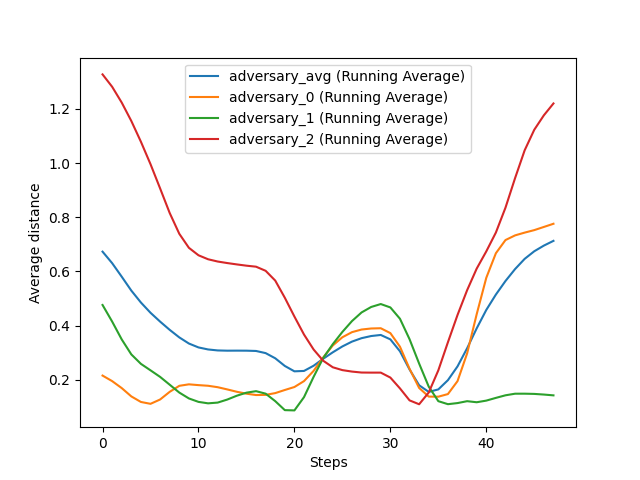 adversary_avg (Running Average)
adversary_0 (Running Average)
adversary_1 (Running Average)
adversary_2 (Running Average)
1.2
1.0
0.8
0.6
0.4
0.2
Average distance
0 10 20 30 40
Steps